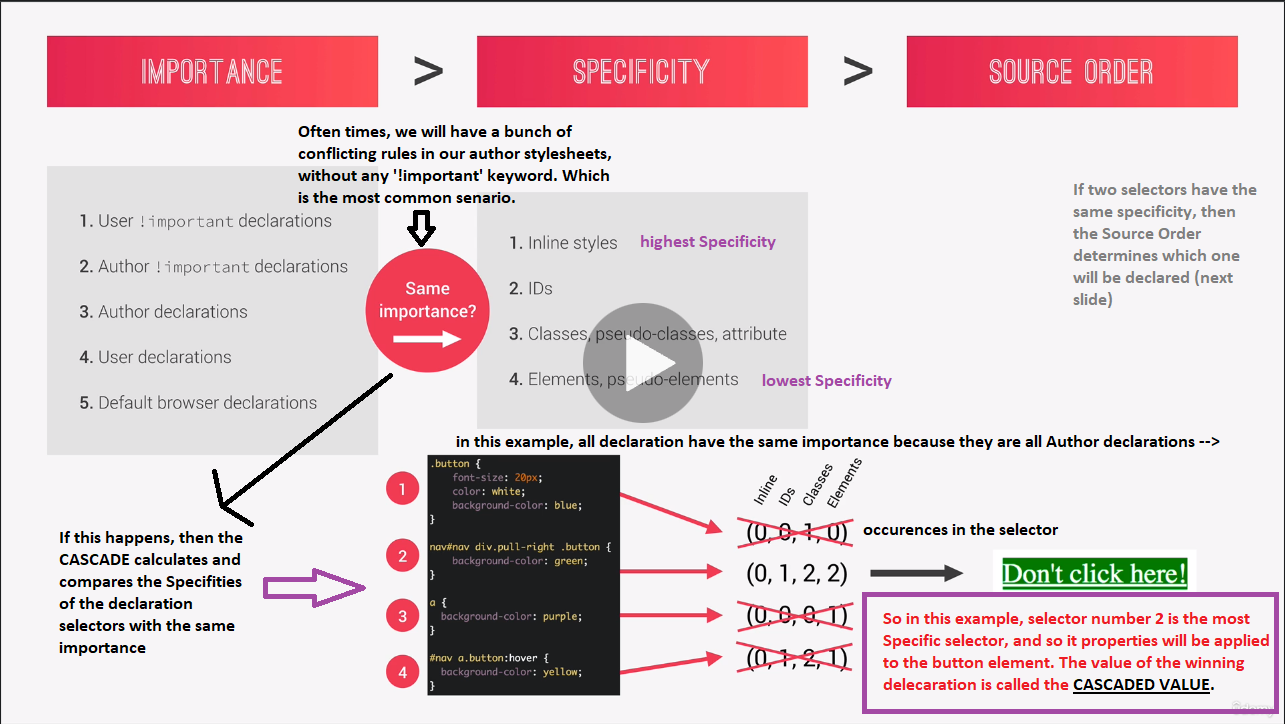 IMPORTANCE
>
SPECIFICITY
>
SOURCE ORDER
Often times, we will have a bunch of
conflicting rules in our author stylesheets,
without any '!important' keyword. Which
is the most common senario.
1. User !important declarations
2. Author !important declarations
3. Author declarations
4. User declarations
5. Default browser declarations
Same
importance?
1. Inline styles highest Specificity
2. IDs
3. Classes, pseudo-classes, attribute
4. Elements, pseudo-elements lowest Specificity
If two selectors have the
same specificity, then
the Source Order
determines which one
will be declared (next
slide)
in this example, all declaration have the same importance because they are all Author declarations -->
If this happens, then the
CASCADE calculates and
compares the Specifities
of the declaration
selectors with the same
importance
1
.button {
font-size: 20px;
color: white;
background-color: blue;
}
2
nav#nav div.pull-right .button {
background-color: green;
}
3
a {
background-color: purple;
}
4
#nav a.button:hover {
background-color: yellow;
}
Inline
IDs
Classes
Elements
(0, 0, 1, 0) occurences in the selector
(0, 1, 2, 2)
(0, 0, 0, 1)
(0, 1, 2, 1)
Don't click here!
So in this example, selector number 2 is the most
Specific selector, and so it properties will be applied
to the button element. The value of the winning
delecaration is called the CASCADED VALUE.
Udemy